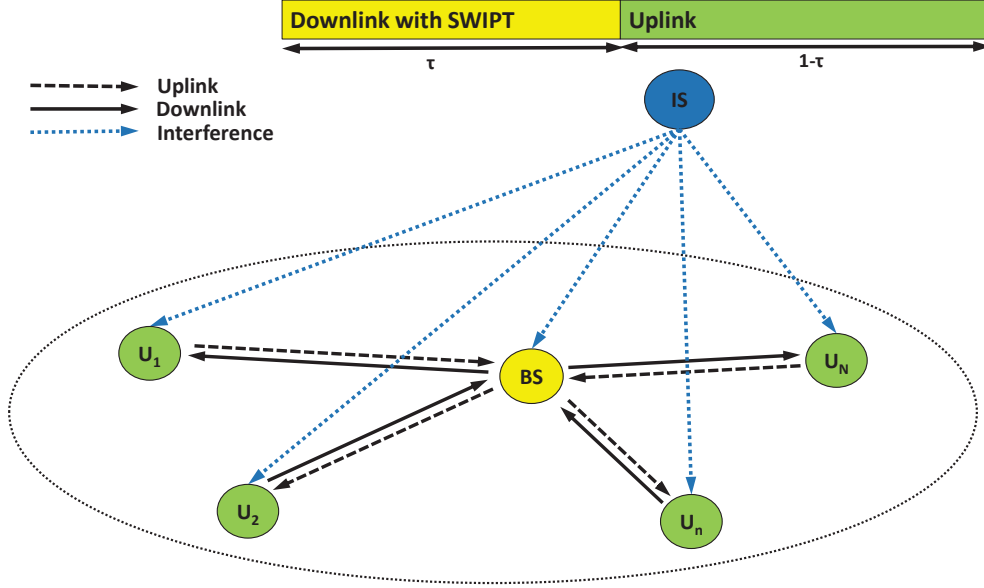 Downlink with SWIPT Uplink
τ 1-τ
Uplink
Downlink
Interference
IS
U1
BS
UN
U2
Un